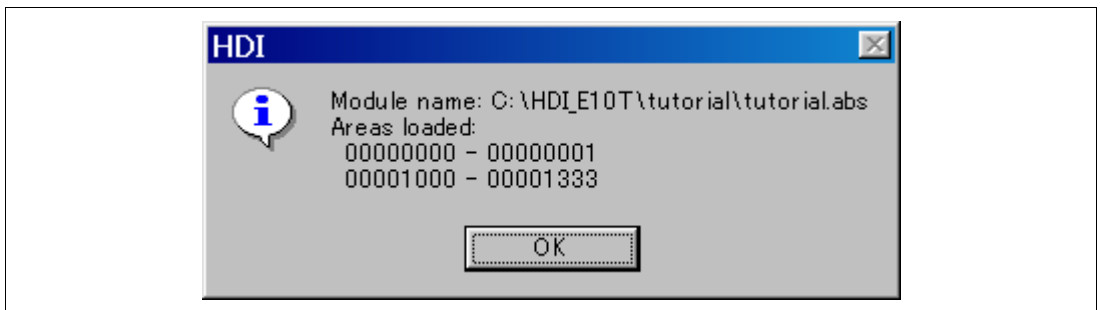 HDI
Module name: C:\HDI_E10T\tutorial\tutorial.abs
Areas loaded:
00000000 - 00000001
00001000 - 00001333
OK